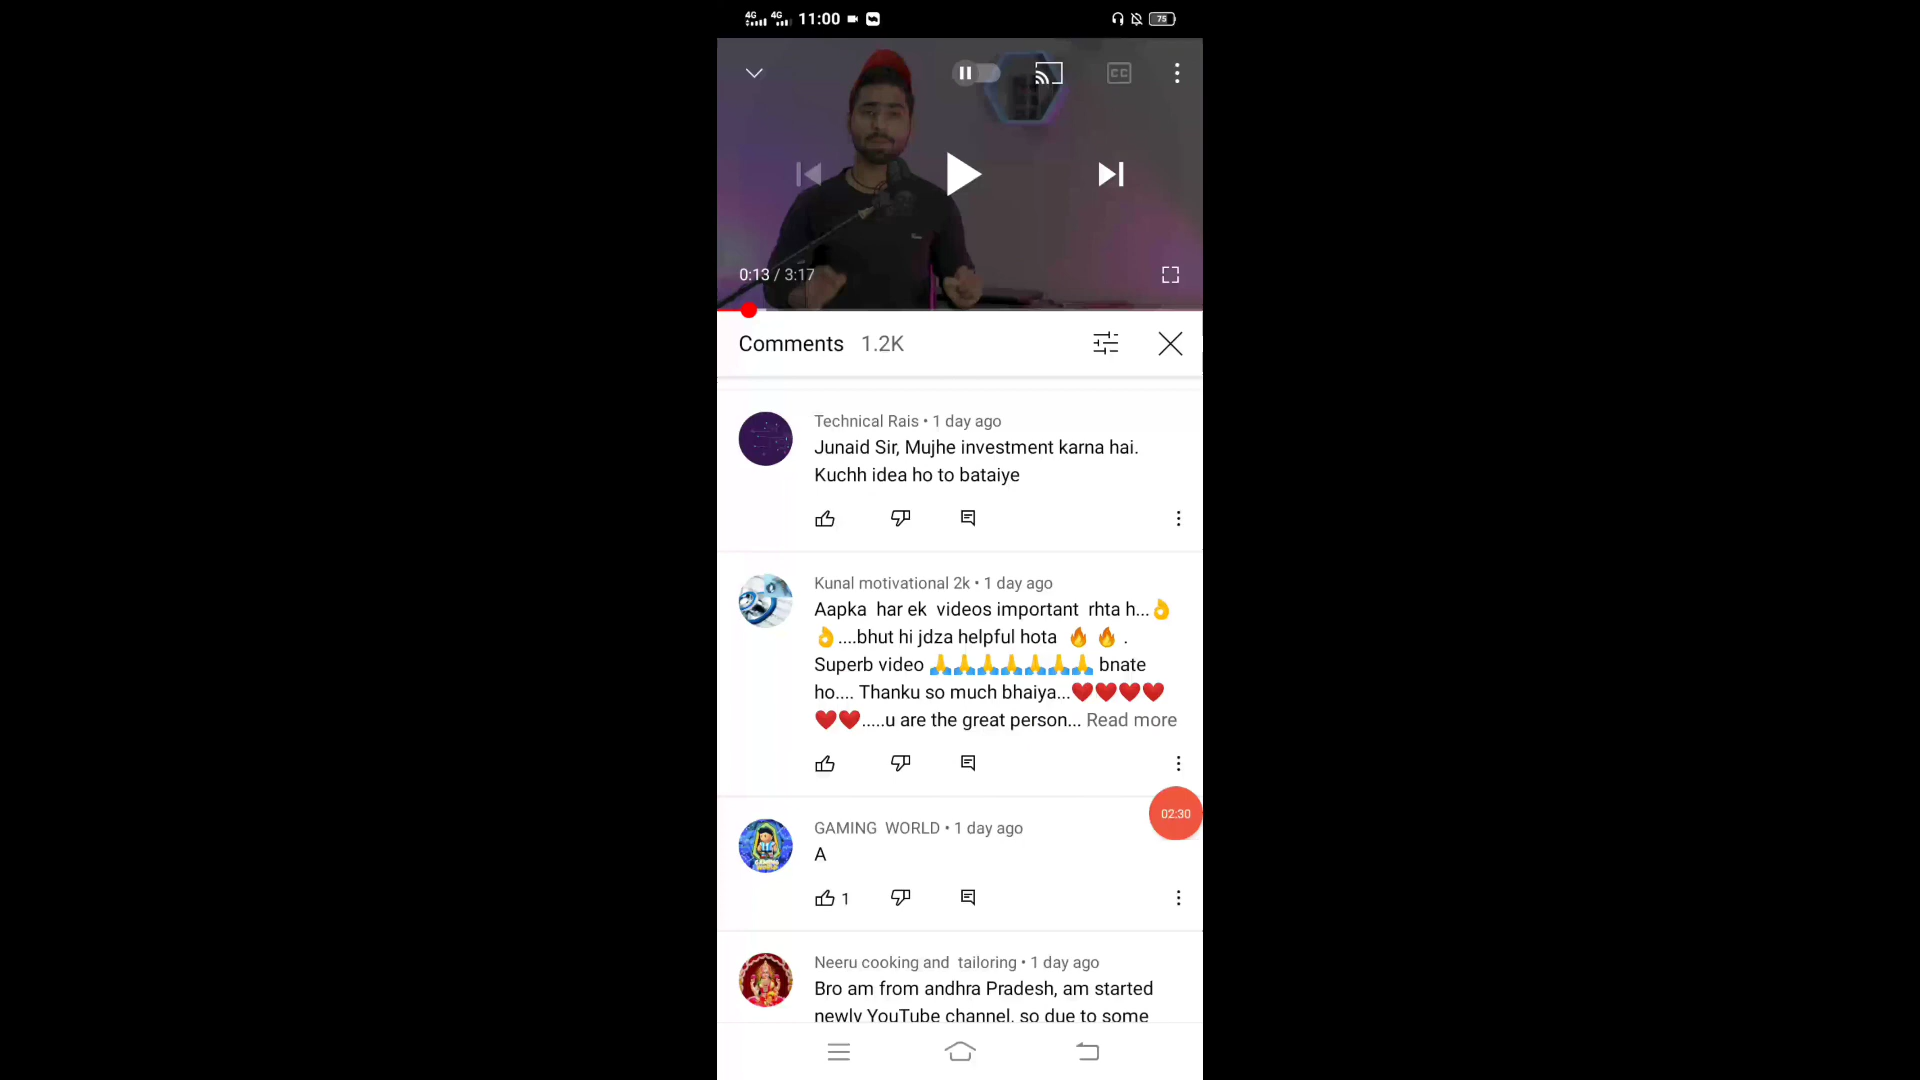 4G 4G 11:00 75
CC
0:13 / 3:17
Comments 1.2K
Technical Rais • 1 day ago
Junaid Sir, Mujhe investment karna hai.
Kuchh idea ho to bataiye
Kunal motivational 2k • 1 day ago
Aapka har ek videos important rhta h...👌
👌....bhut hi jdza helpful hota 🔥 🔥 .
Superb video 🙏🙏🙏🙏🙏🙏🙏 bnate
ho.... Thanku so much bhaiya...❤️❤️❤️❤️
❤️❤️.....u are the great person... Read more
02:30
GAMING WORLD • 1 day ago
A
1
Neeru cooking and tailoring • 1 day ago
Bro am from andhra Pradesh, am started
newly YouTube channel, so due to some